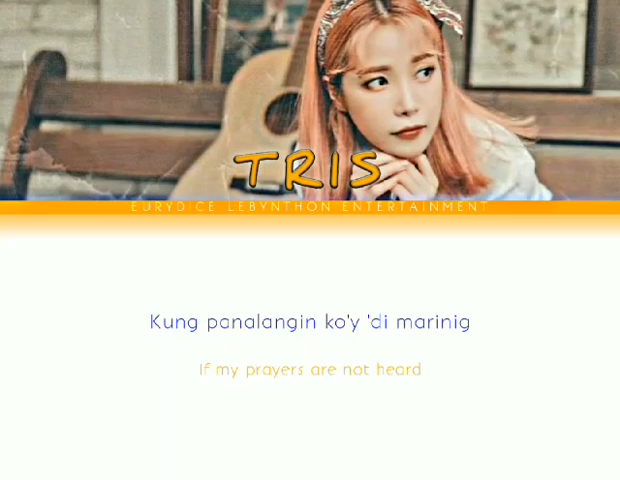 TRIS
EURYDICE LEBYNTHON ENTERTAINMENT
Kung panalangin ko'y 'di marinig
If my prayers are not heard